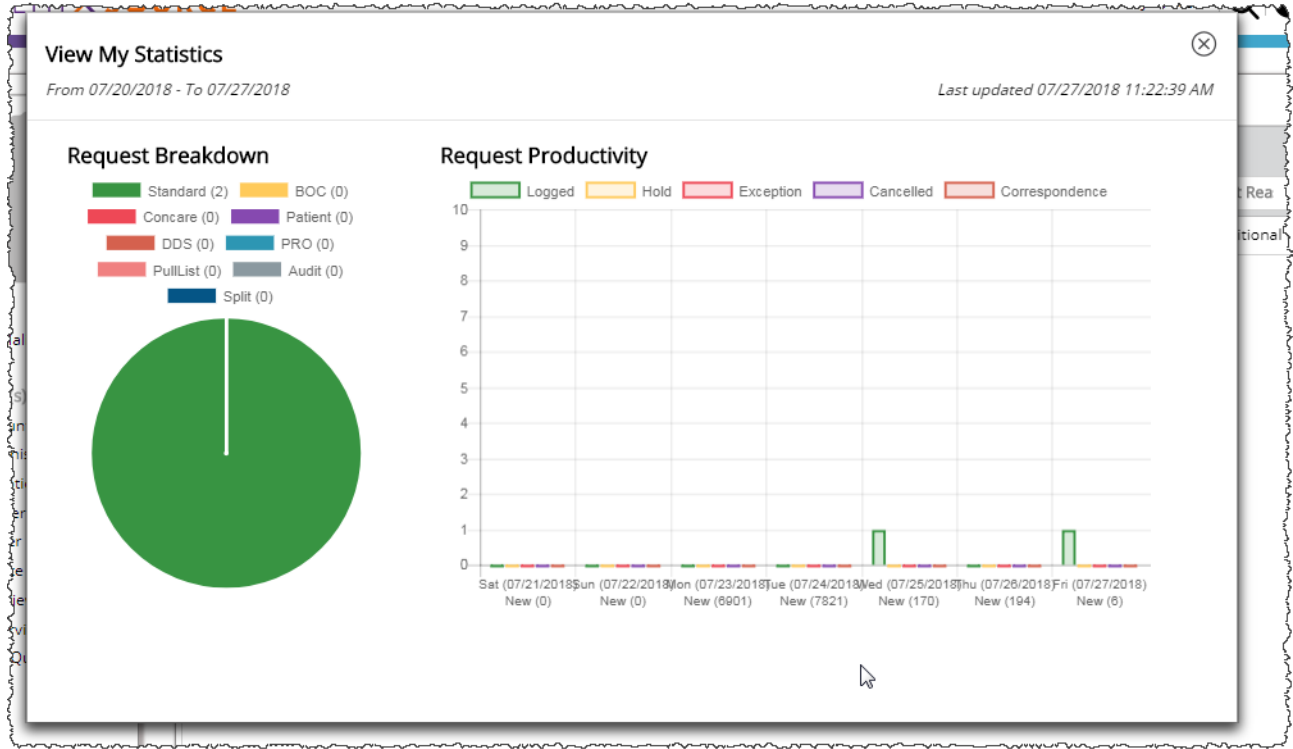 View My Statistics
From 07/20/2018 - To 07/27/2018
Last updated 07/27/2018 11:22:39 AM
Request Breakdown
Standard (2) BOC (0)
Concare (0) Patient (0)
DDS (0) PRO (0)
PullList (0) Audit (0)
Split (0)
Request Productivity
Logged Hold Exception Cancelled Correspondence
10
9
8
7
6
5
4
3
2
1
0
Sat (07/21/2018) Sun (07/22/2018) Mon (07/23/2018) Tue (07/24/2018) Wed (07/25/2018) Thu (07/26/2018) Fri (07/27/2018)
New (0) New (0) New (6901) New (7821) New (170) New (194) New (6)
t Rea
itional